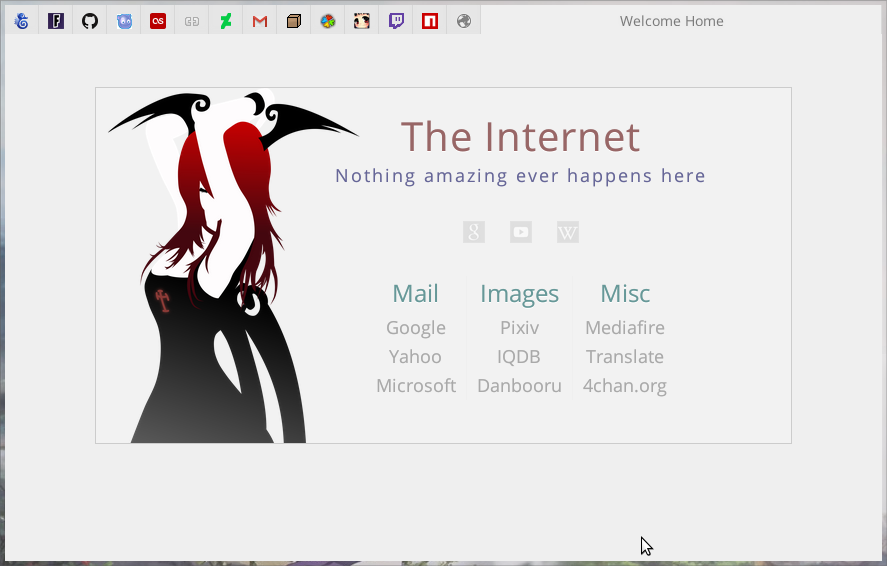 Welcome Home
The Internet
Nothing amazing ever happens here
Mail Images Misc
Google Pixiv Mediafire
Yahoo IQDB Translate
Microsoft Danbooru 4chan.org